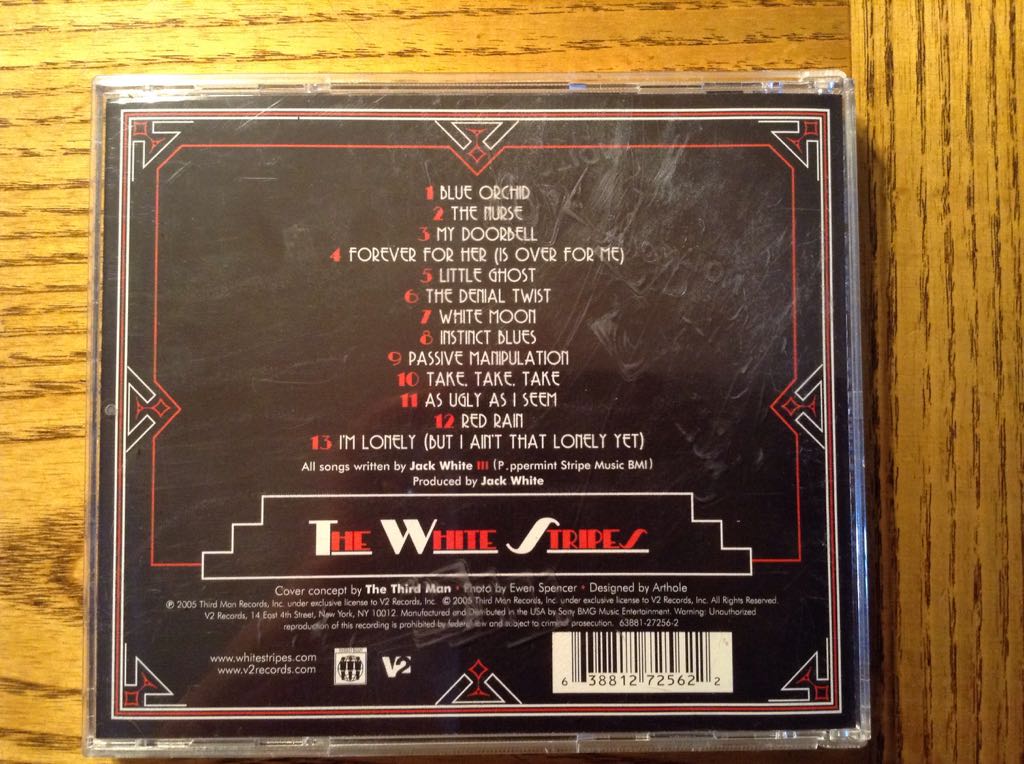 1 BLUE ORCHID
2 THE NURSE
3 MY DOORBELL
4 FOREVER FOR HER (IS OVER FOR ME)
5 LITTLE GHOST
6 THE DENIAL TWIST
7 WHITE MOON
8 INSTINCT BLUES
9 PASSIVE MANIPULATION
10 TAKE, TAKE, TAKE
11 AS UGLY AS I SEEM
12 RED RAIN
13 I'M LONELY (BUT I AIN'T THAT LONELY YET)
All songs written by Jack White III (P.ppermint Stripe Music BMI)
Produced by Jack White
THE WHITE STRIPES
Cover concept by The Third Man • Photo by Ewen Spencer • Designed by Arthole
℗ 2005 Third Man Records, Inc. under exclusive license to V2 Records, Inc. © 2005 Third Man Records, Inc. under exclusive license to V2 Records, Inc. All Rights Reserved.
V2 Records, 14 East 4th Street, New York, NY 10012. Manufactured and Distributed in the USA by Sony BMG Music Entertainment. Warning: Unauthorized
reproduction of this recording is prohibited by federal law and subject to criminal prosecution. 63881-27256-2
www.whitestripes.com
www.v2records.com
V2
6 38812 72562 2